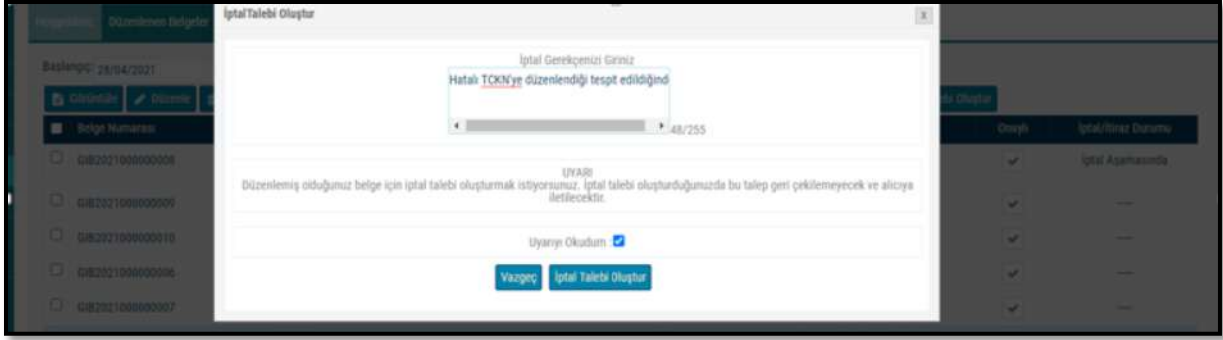 İptalTalebi Oluştur
x
Düzenlenen Belgeler
İptal Gerekçenizi Giriniz
Başlangıç: 28/04/2021
Hatalı TCKN'ye düzenlendiği tespit edildiğind
48/255
Görüntüle Düzenle
Oluştur
Belge Numarası Onaylı İptal/İtiraz Durumu
GIB2021000000008 İptal Aşamasında
UYARI
Düzenlemiş olduğunuz belge için iptal talebi oluşturmak istiyorsunuz. İptal talebi oluşturduğunuzda bu talep geri çekilemeyecek ve alıcıya
iletilecektir.
GIB2021000000009 ---
GIB2021000000010 ---
Uyarıyı Okudum
Vazgeç İptal Talebi Oluştur
GIB2021000000006 ---
GIB2021000000007 ---